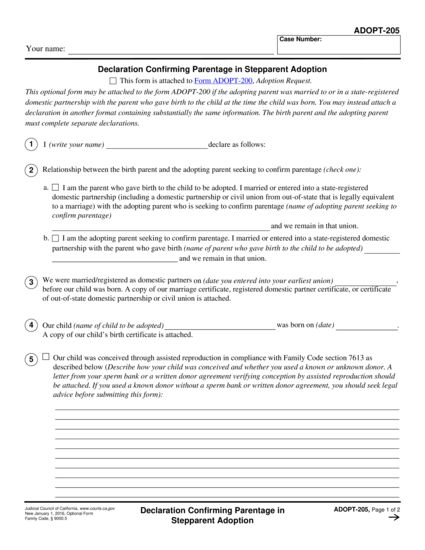 ADOPT-205
Case Number:
Your name:
Declaration Confirming Parentage in Stepparent Adoption
This form is attached to Form ADOPT-200, Adoption Request.
This optional form may be attached to the form ADOPT-200 if the adopting parent was married to or in a state-registered
domestic partnership with the parent who gave birth to the child at the time the child was born. You may instead attach a
declaration in another format containing substantially the same information. The birth parent and the adopting parent
must complete separate declarations.
1 I (write your name) declare as follows:
2 Relationship between the birth parent and the adopting parent seeking to confirm parentage (check one):
a. I am the parent who gave birth to the child to be adopted. I married or entered into a state-registered
domestic partnership (including a domestic partnership or civil union from out-of-state that is legally equivalent
to a marriage) with the adopting parent who is seeking to confirm parentage (name of adopting parent seeking to
confirm parentage)
and we remain in that union.
b. I am the adopting parent seeking to confirm parentage. I married or entered into a state-registered domestic
partnership with the parent who gave birth (name of parent who gave birth to the child to be adopted)
and we remain in that union.
3 We were married/registered as domestic partners on (date you entered into your earliest union) ,
before our child was born. A copy of our marriage certificate, registered domestic partner certificate, or certificate
of out-of-state domestic partnership or civil union is attached.
4 Our child (name of child to be adopted) was born on (date) .
A copy of our child's birth certificate is attached.
5 Our child was conceived through assisted reproduction in compliance with Family Code section 7613 as
described below (Describe how your child was conceived and whether you used a known or unknown donor. A
letter from your sperm bank or a written donor agreement verifying conception by assisted reproduction should
be attached. If you used a known donor without a sperm bank or written donor agreement, you should seek legal
advice before submitting this form):
Judicial Council of California, www.courts.ca.gov
New January 1, 2016, Optional Form
Family Code, § 9000.5
Declaration Confirming Parentage in
Stepparent Adoption
ADOPT-205, Page 1 of 2